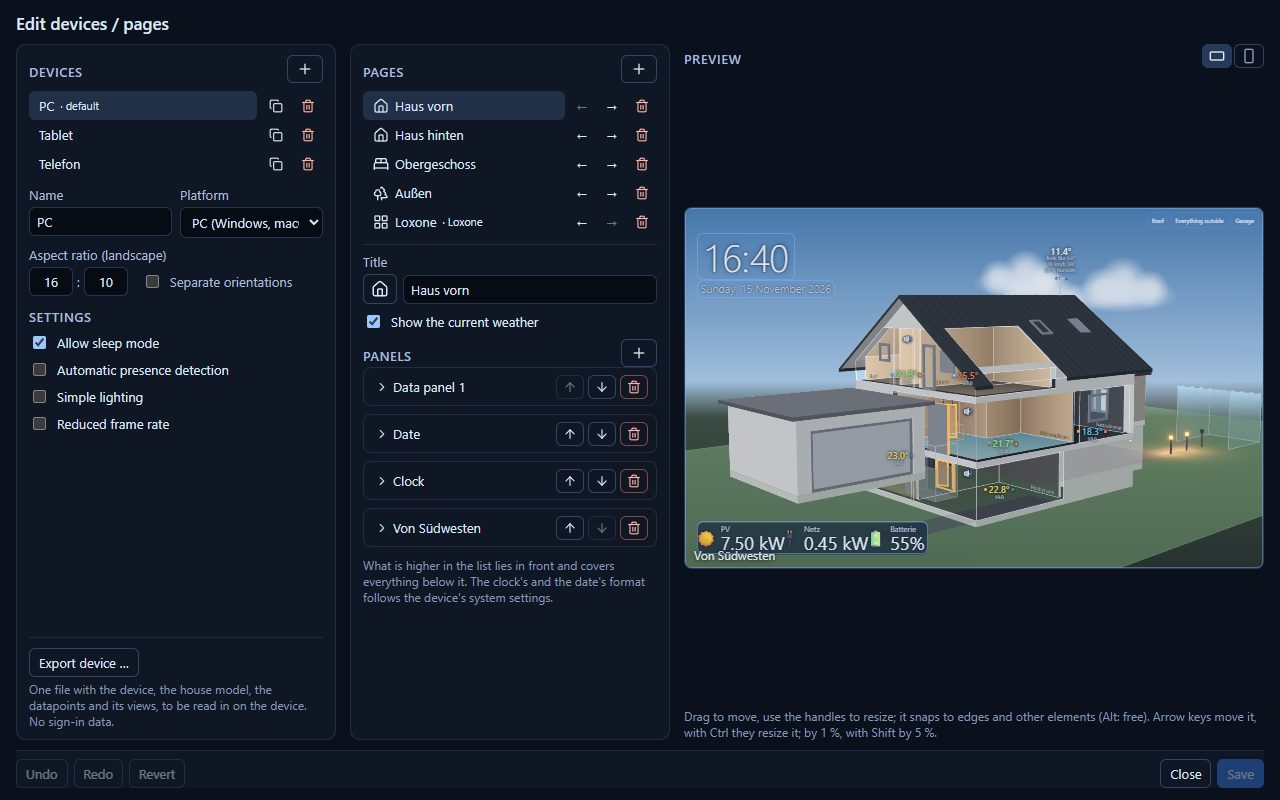 Edit devices / pages
DEVICES
PC · default
Tablet
Telefon
Name
Platform
PC
PC (Windows, mac
Aspect ratio (landscape)
16 : 10
Separate orientations
SETTINGS
Allow sleep mode
Automatic presence detection
Simple lighting
Reduced frame rate
Export device ...
One file with the device, the house model, the
datapoints and its views, to be read in on the device.
No sign-in data.
PAGES
Haus vorn
Haus hinten
Obergeschoss
Außen
Loxone · Loxone
Title
Haus vorn
Show the current weather
PANELS
Data panel 1
Date
Clock
Von Südwesten
What is higher in the list lies in front and covers
everything below it. The clock's and the date's format
follows the device's system settings.
PREVIEW
Roof Everything outside Garage
16:40
Sunday, 15 November 2026
11.4°
21.8°
25.5°
21.7°
18.3°
23.0°
22.8°
PV
7.50 kW
Netz
0.45 kW
Batterie
55%
Von Südwesten
Drag to move, use the handles to resize; it snaps to edges and other elements (Alt: free). Arrow keys move it,
with Ctrl they resize it; by 1 %, with Shift by 5 %.
Undo
Redo
Revert
Close
Save